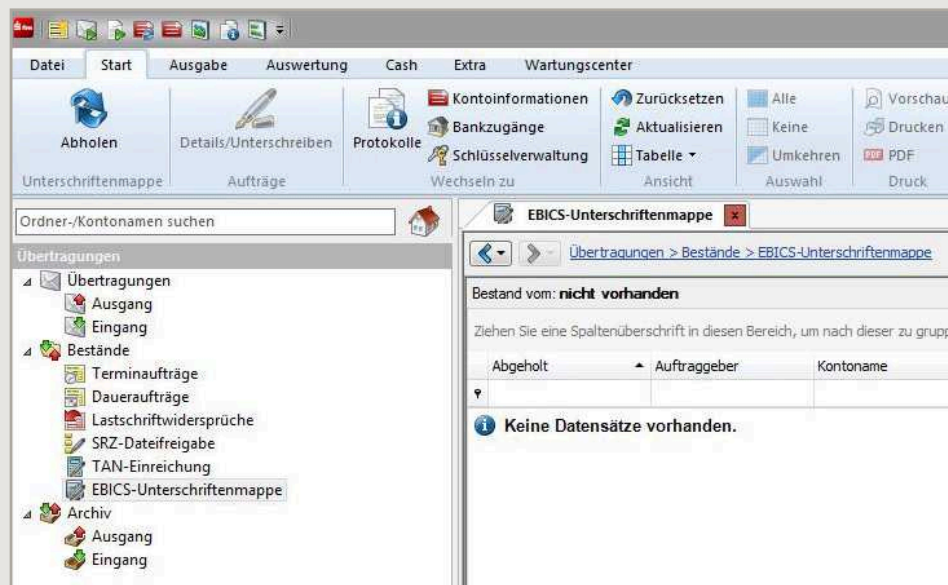 Datei Start Ausgabe Auswertung Cash Extra Wartungscenter
Abholen
Unterschriftenmappe
Details/Unterschreiben
Aufträge
Protokolle
Kontoinformationen
Bankzugänge
Schlüsselverwaltung
Wechseln zu
Zurücksetzen
Aktualisieren
Tabelle
Ansicht
Alle
Keine
Umkehren
Auswahl
Vorschau
Drucken
PDF
Druck
Ordner-/Kontonamen suchen
Übertragungen
Übertragungen
Ausgang
Eingang
Bestände
Terminaufträge
Daueraufträge
Lastschriftwidersprüche
SRZ-Dateifreigabe
TAN-Einreichung
EBICS-Unterschriftenmappe
Archiv
Ausgang
Eingang
EBICS-Unterschriftenmappe
Übertragungen > Bestände > EBICS-Unterschriftenmappe
Bestand vom: nicht vorhanden
Ziehen Sie eine Spaltenüberschrift in diesen Bereich, um nach dieser zu grupp
Abgeholt Auftraggeber Kontoname
Keine Datensätze vorhanden.